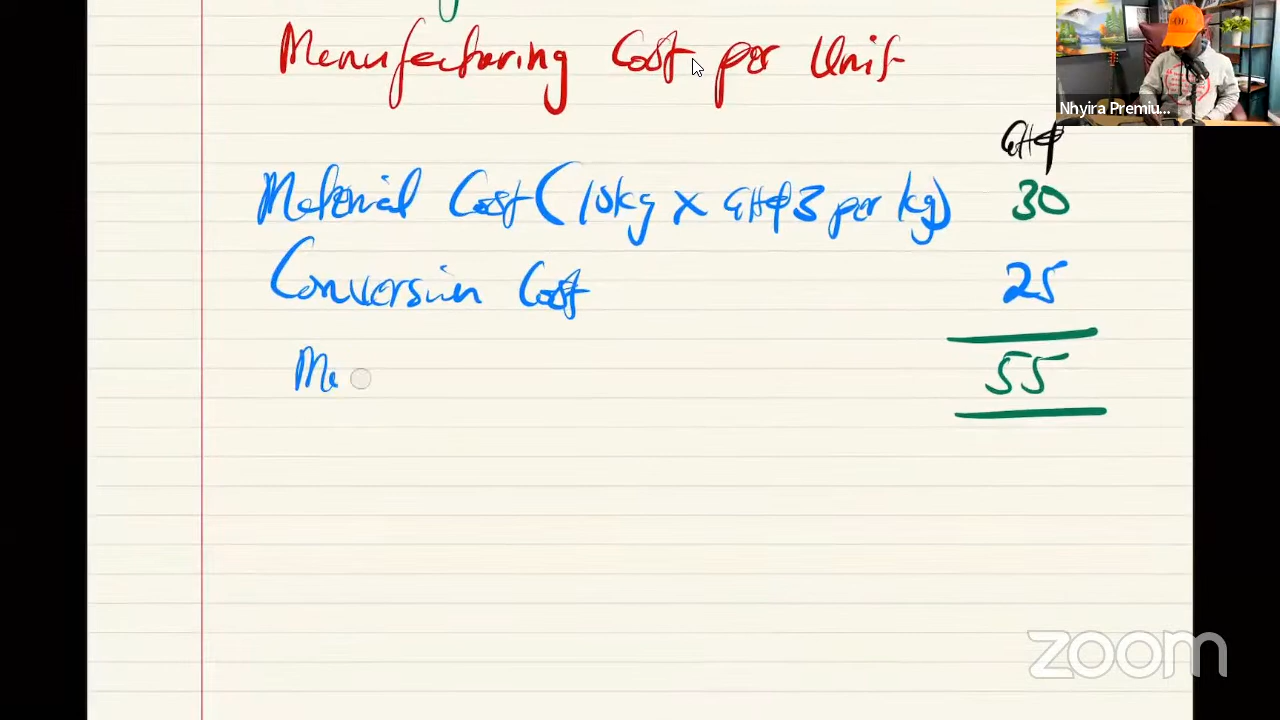 Manufacturing Cost per Unit
Nhyira Premiu...
GH¢
Material Cost (10kg x GH¢3 per kg) 30
Conversion Cost 25
Ma 55
zoom